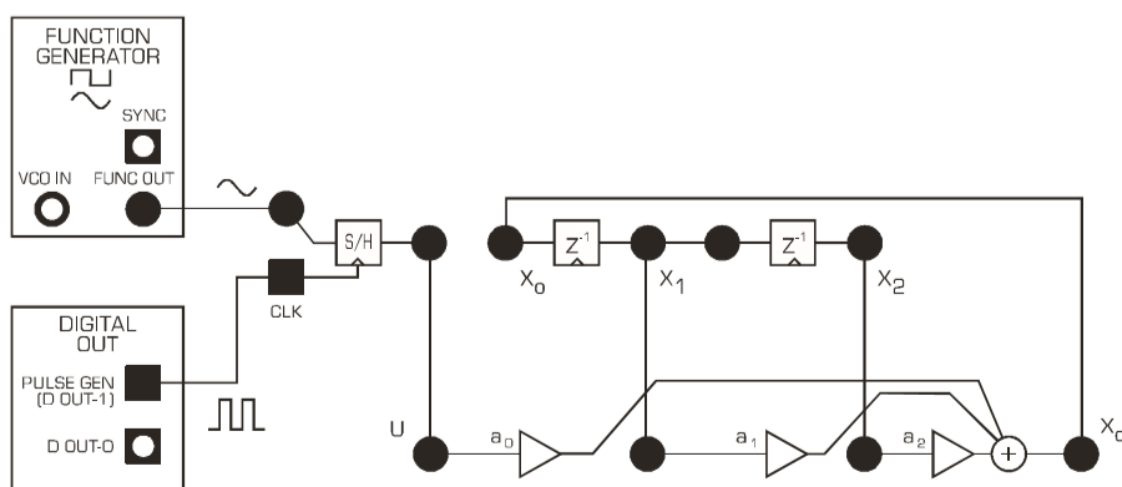 FUNCTION
GENERATOR
SYNC
VCO IN
FUNC OUT
S/H
Z⁻¹
Z⁻¹
X₀
X₁
X₂
CLK
DIGITAL
OUT
PULSE GEN
(D OUT-1)
D OUT-0
U
a₀
a₁
a₂
+
X₀